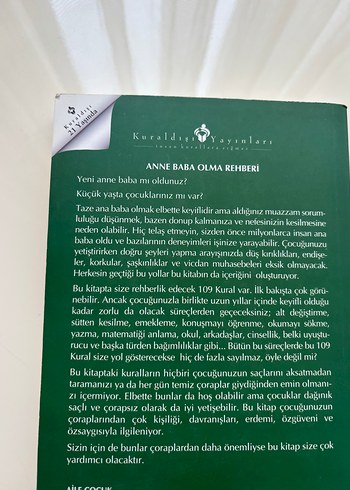 Kuraldışı
21 Yaşında
Kuraldışı Yayınları
insan kurallara sığmaz
ANNE BABA OLMA REHBERİ
Yeni anne baba mı oldunuz?
Küçük yaşta çocuklarınız mı var?
Taze ana baba olmak elbette keyiflidir ama aldığınız muazzam sorum-
luluğu düşünmek, bazen donup kalmanıza ve nefesinizin kesilmesine
neden olabilir. Hiç telaş etmeyin, sizden önce milyonlarca insan ana
baba oldu ve bazılarının deneyimleri işinize yarayabilir. Çocuğunuzu
yetiştirirken doğru şeyleri yapma arayışınızda düş kırıklıkları, endişe-
ler, korkular, şaşkınlıklar ve vicdan muhasebeleri eksik olmayacak.
Herkesin geçtiği bu yollar bu kitabın da içeriğini oluşturuyor.
Bu kitapta size rehberlik edecek 109 Kural var. İlk bakışta çok görü-
nebilir. Ancak çocuğunuzla birlikte uzun yıllar içinde keyifli olduğu
kadar zorlu da olacak süreçlerden geçeceksiniz; alt değiştirme,
sütten kesilme, emekleme, konuşmayı öğrenme, okumayı sökme,
yazma, matematiği anlama, okul, arkadaşlar, cinsellik, belki uyuştu-
rucu ve başka türden bağımlılıklar gibi... Bütün bu süreçlerde bu 109
Kural size yol gösterecekse hiç de fazla sayılmaz, öyle değil mi?
Bu kitaptaki kuralların hiçbiri çocuğunuzun saçlarını aksatmadan
taramanızı ya da her gün temiz çoraplar giydiğinden emin olmanı-
zı içermiyor. Elbette bunlar da hoş olabilir ama çocuklar dağınık
saçlı ve çorapsız olarak da iyi yetişebilir. Bu kitap çocuğunuzun
çoraplarından çok kişiliği, davranışları, erdemi, özgüveni ve
özsaygısıyla ilgileniyor.
Sizin için de bunlar çoraplardan daha önemliyse bu kitap size çok
yardımcı olacaktır.
AİLE ÇOCUK